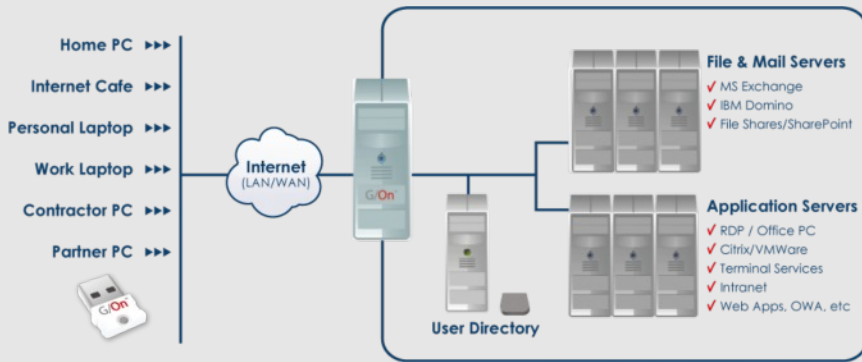 Home PC ▸▸▸
Internet Cafe ▸▸▸
Personal Laptop ▸▸▸
Work Laptop ▸▸▸
Contractor PC ▸▸▸
Partner PC ▸▸▸
G/On
Internet
(LAN/WAN)
G/On™
User Directory
File & Mail Servers
✓ MS Exchange
✓ IBM Domino
✓ File Shares/SharePoint
Application Servers
✓ RDP / Office PC
✓ Citrix/VMWare
✓ Terminal Services
✓ Intranet
✓ Web Apps, OWA, etc